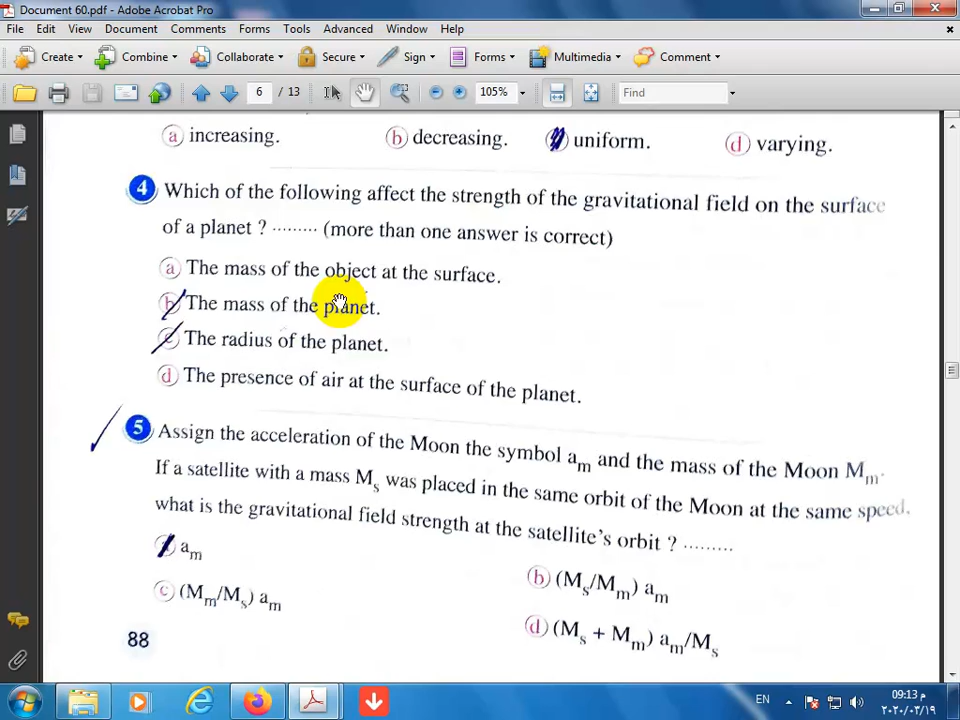 Document 60.pdf - Adobe Acrobat Pro
File Edit View Document Comments Forms Tools Advanced Window Help
Create Combine Collaborate Secure Sign Forms Multimedia Comment
6 / 13 105% Find
a increasing. b decreasing. uniform. d varying.
4 Which of the following affect the strength of the gravitational field on the surface
of a planet ? ········· (more than one answer is correct)
a The mass of the object at the surface.
b The mass of the planet.
c The radius of the planet.
d The presence of air at the surface of the planet.
5 Assign the acceleration of the Moon the symbol am and the mass of the Moon Mm.
If a satellite with a mass Ms was placed in the same orbit of the Moon at the same speed.
what is the gravitational field strength at the satellite's orbit ? ·········
am
b (Ms/Mm) am
c (Mm/Ms) am
d (Ms + Mm) am/Ms
88
EN
09:13 م
٢٠٢٠/٠٣/١٩